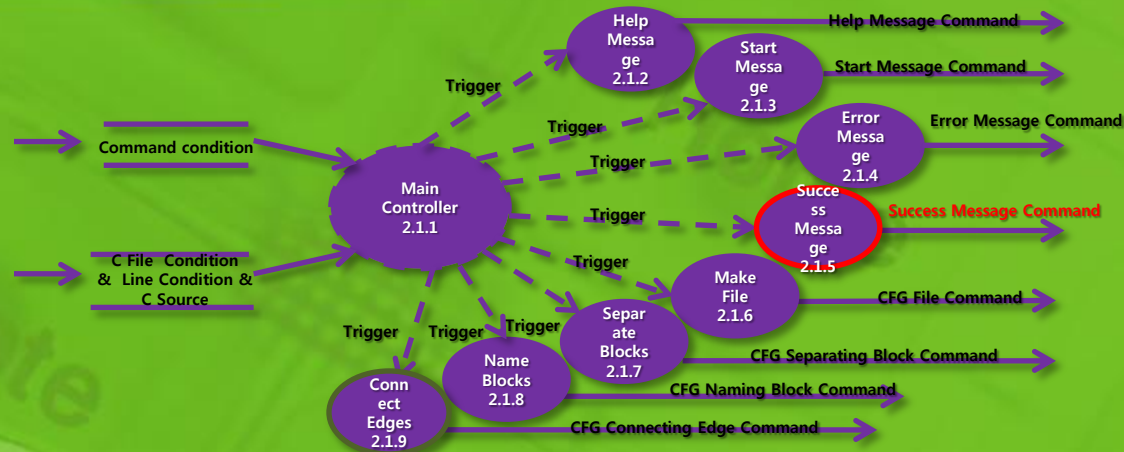 Help
Messa
ge
2.1.2
Help Message Command
Start
Messa
ge
2.1.3
Start Message Command
Trigger
Error
Messa
ge
2.1.4
Error Message Command
Trigger
Command condition
Trigger
Main
Controller
2.1.1
Succe
ss
Messa
ge
2.1.5
Success Message Command
Trigger
C File Condition
& Line Condition &
C Source
Trigger
Make
File
2.1.6
CFG File Command
Trigger
Trigger
Trigger
Separ
ate
Blocks
2.1.7
CFG Separating Block Command
Name
Blocks
2.1.8
CFG Naming Block Command
Conn
ect
Edges
2.1.9
CFG Connecting Edge Command